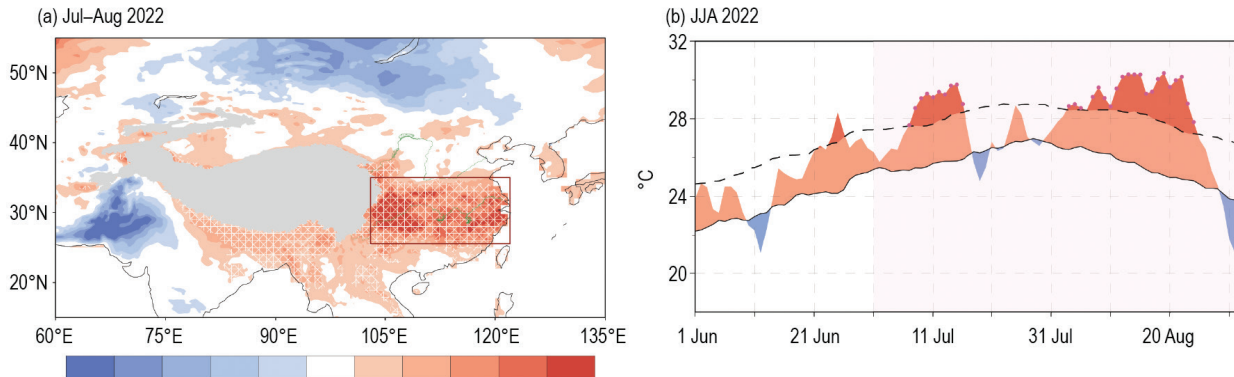 (a) Jul–Aug 2022
50°N
40°N
30°N
20°N
60°E 75°E 90°E 105°E 120°E 135°E
(b) JJA 2022
32
28
24
20
°C
1 Jun 21 Jun 11 Jul 31 Jul 20 Aug